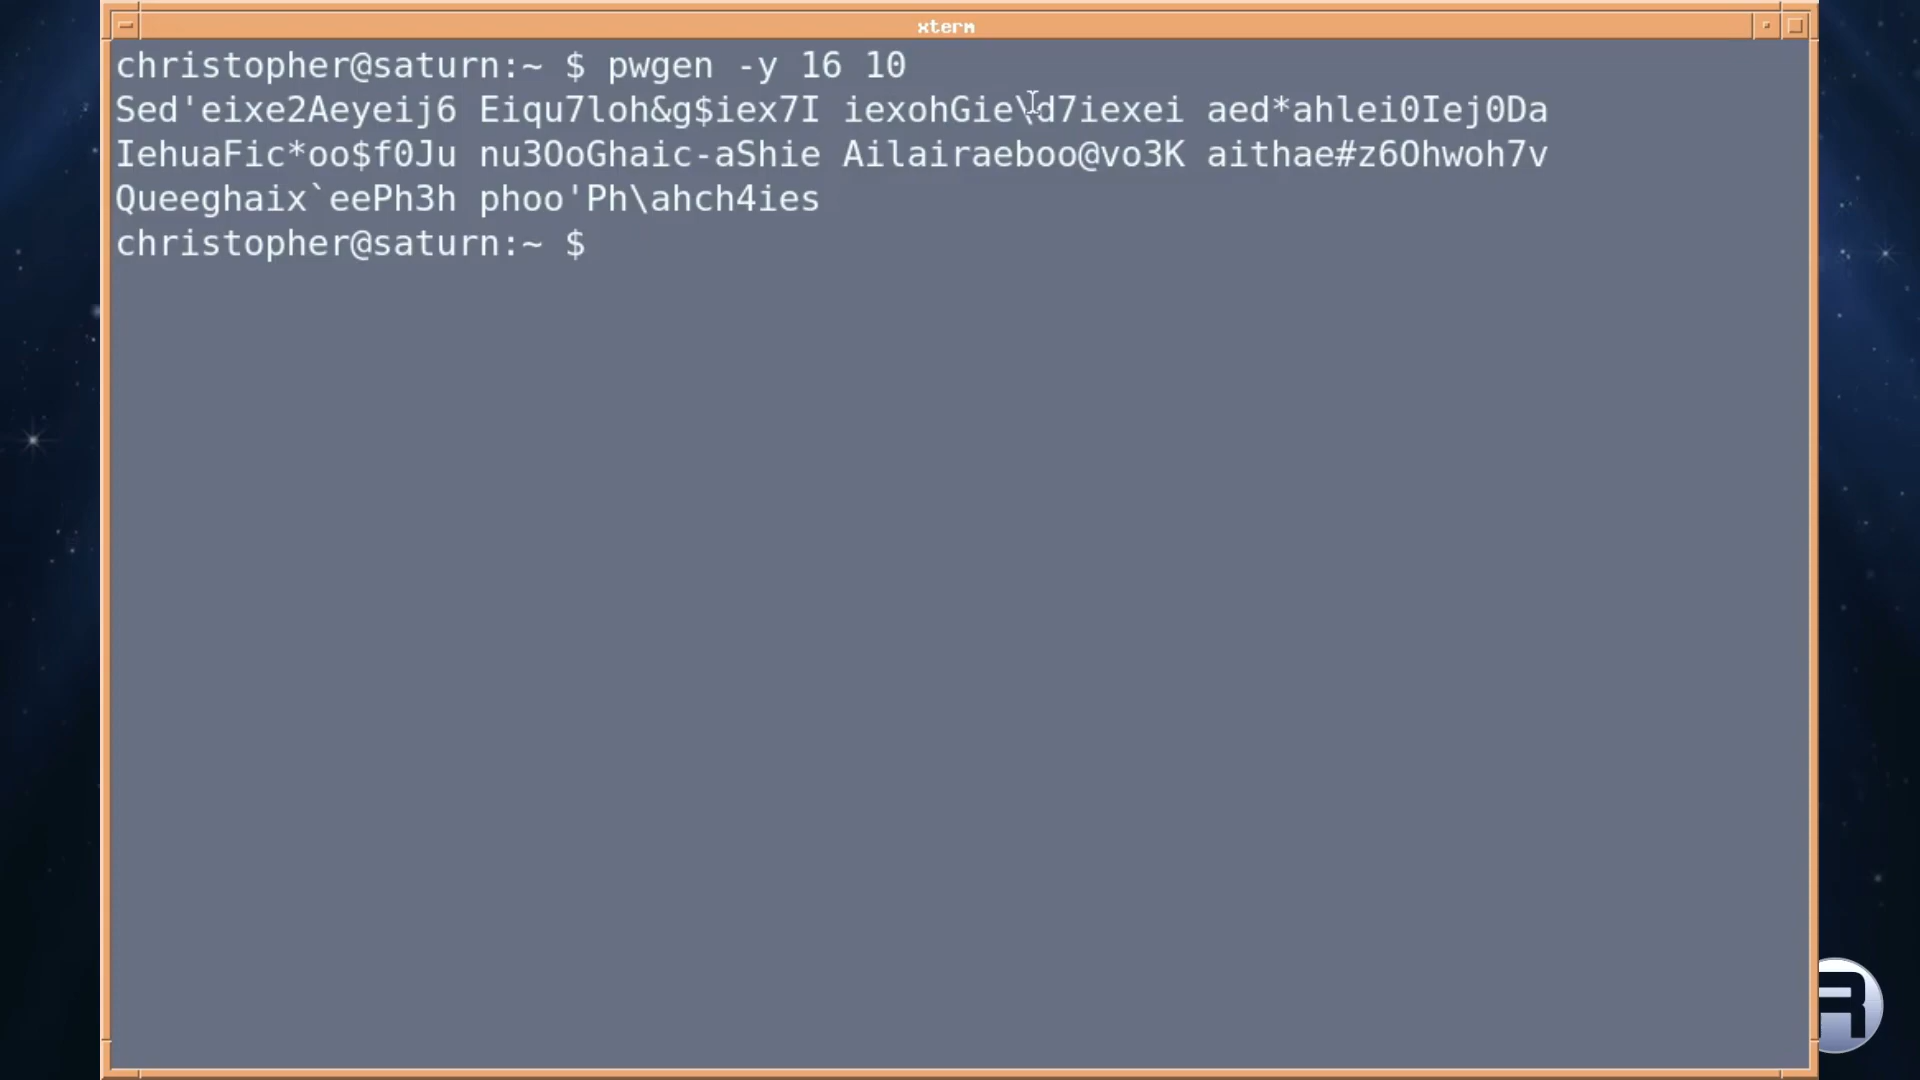 xterm
christopher@saturn:~ $ pwgen -y 16 10
Sed'eixe2Aeyeij6 Eiqu7loh&g$iex7I iexohGie\d7iexei aed*ahlei0Iej0Da
IehuaFic*oo$f0Ju nu3OoGhaic-aShie Ailairaeboo@vo3K aithae#z6Ohwoh7v
Queeghaix`eePh3h phoo'Ph\ahch4ies
christopher@saturn:~ $
R